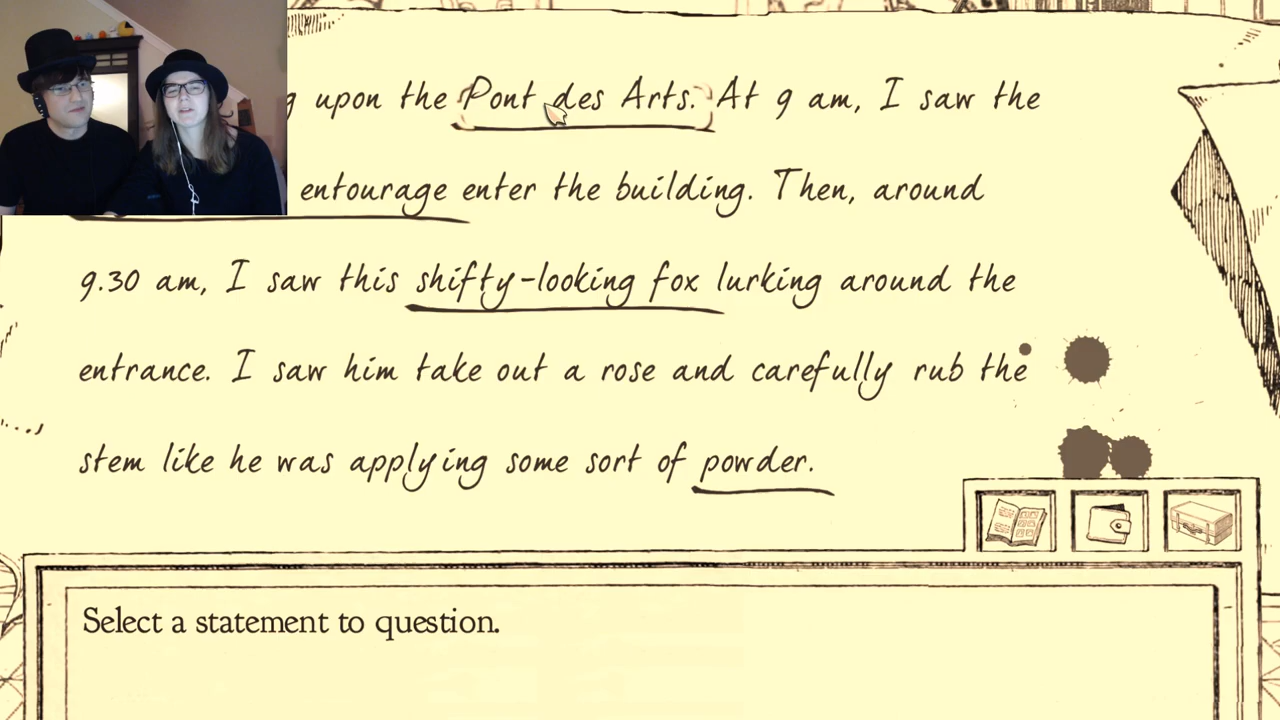 upon the Pont des Arts. At 9 am, I saw the
entourage enter the building. Then, around
9.30 am, I saw this shifty-looking fox lurking around the
entrance. I saw him take out a rose and carefully rub the
stem like he was applying some sort of powder.
Select a statement to question.